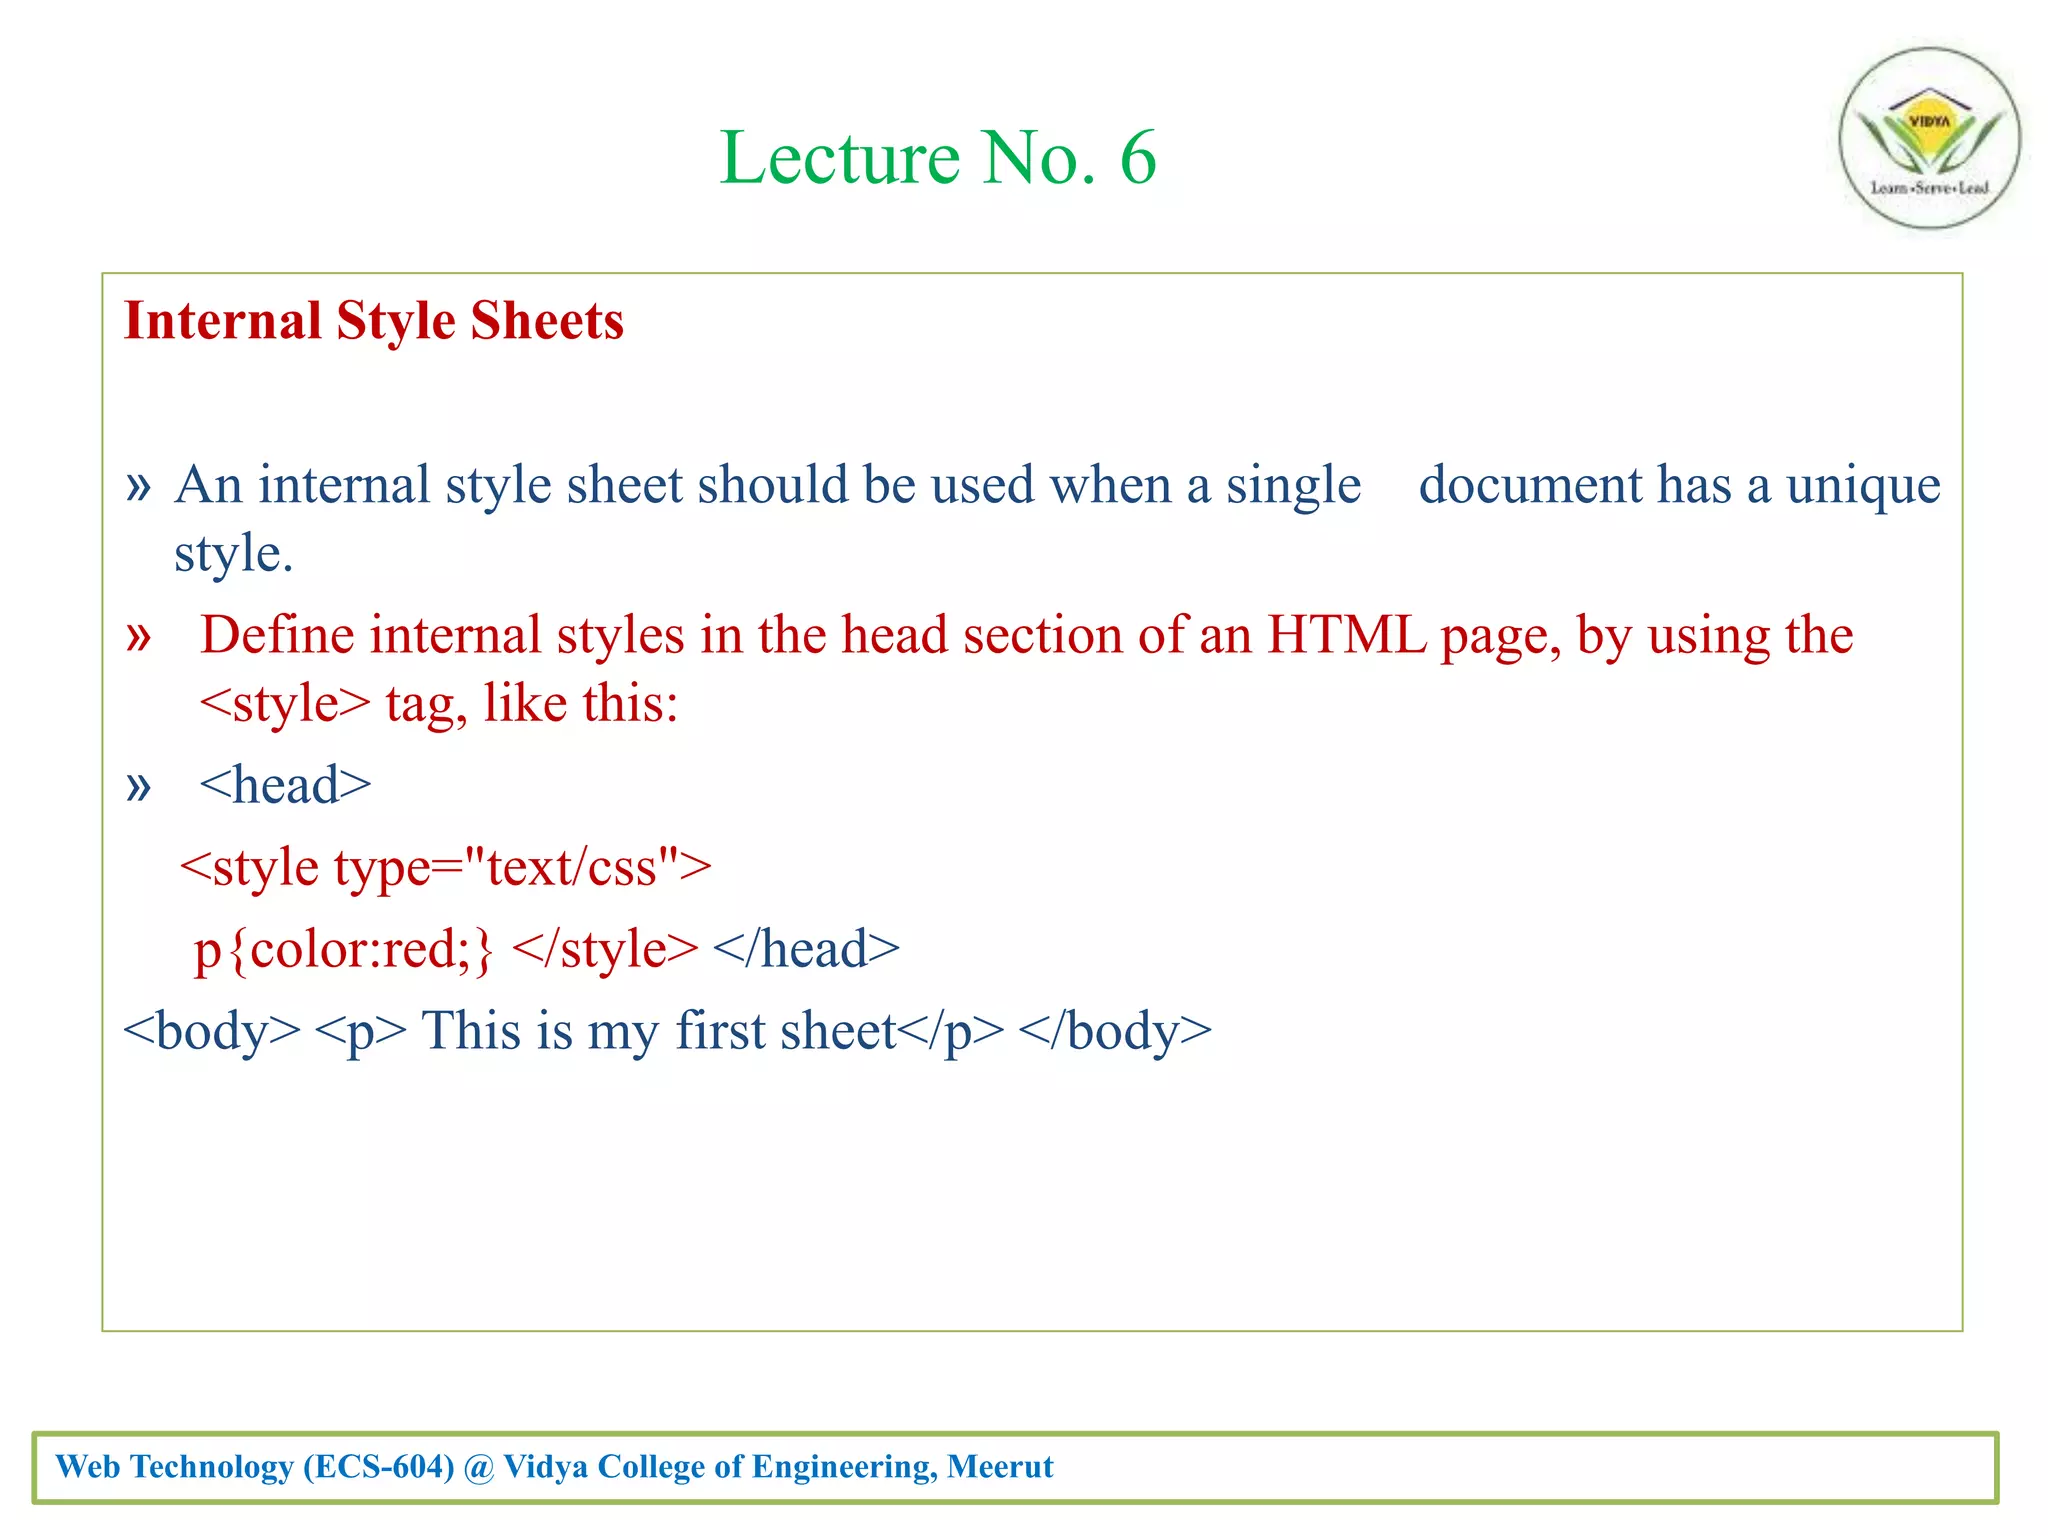 Lecture No. 6
VIDYA
Learn•Serve•Lead
Internal Style Sheets
» An internal style sheet should be used when a single    document has a unique
style.
» Define internal styles in the head section of an HTML page, by using the
<style> tag, like this:
» <head>
<style type="text/css">
p{color:red;} </style> </head>
<body> <p> This is my first sheet</p> </body>
Web Technology (ECS-604) @ Vidya College of Engineering, Meerut